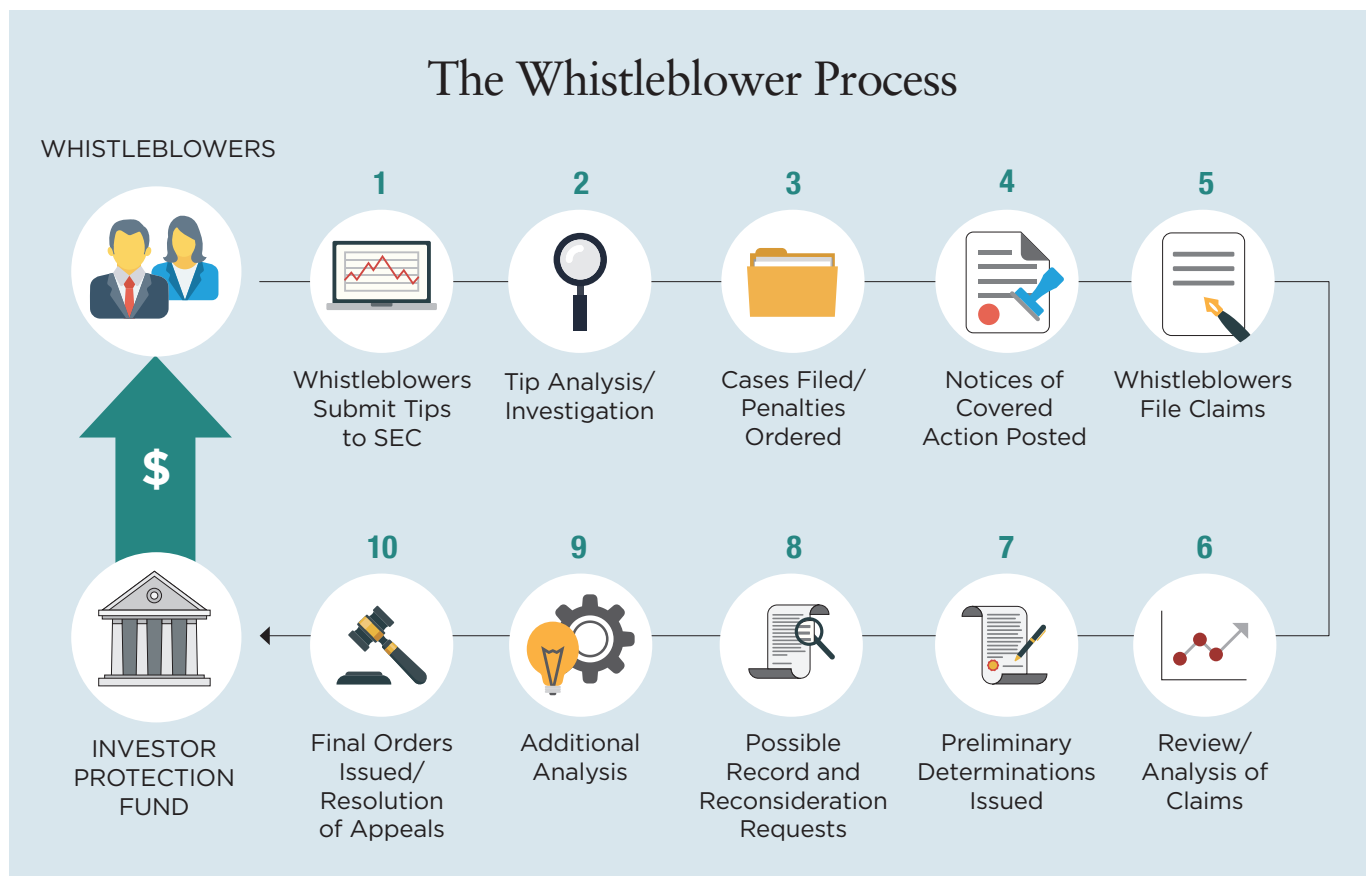 The Whistleblower Process
WHISTLEBLOWERS
1
Whistleblowers
Submit Tips
to SEC
2
Tip Analysis/
Investigation
3
Cases Filed/
Penalties
Ordered
4
Notices of
Covered
Action Posted
5
Whistleblowers
File Claims
6
Review/
Analysis of
Claims
7
Preliminary
Determinations
Issued
8
Possible
Record and
Reconsideration
Requests
9
Additional
Analysis
10
Final Orders
Issued/
Resolution
of Appeals
INVESTOR
PROTECTION
FUND
$